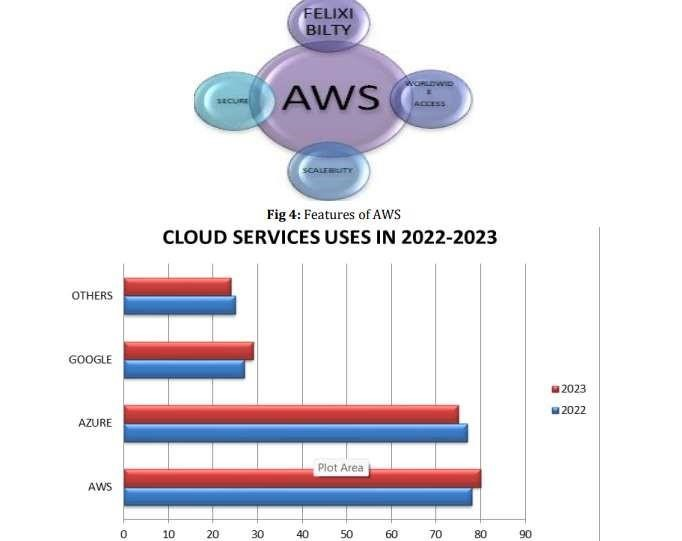 FELIXI
BILTY
SECURE
AWS
WORLDWID
E
ACCESS
SCALEBILITY
Fig 4: Features of AWS
CLOUD SERVICES USES IN 2022-2023
OTHERS
GOOGLE
AZURE
AWS
Plot Area
2023
2022
0 10 20 30 40 50 60 70 80 90